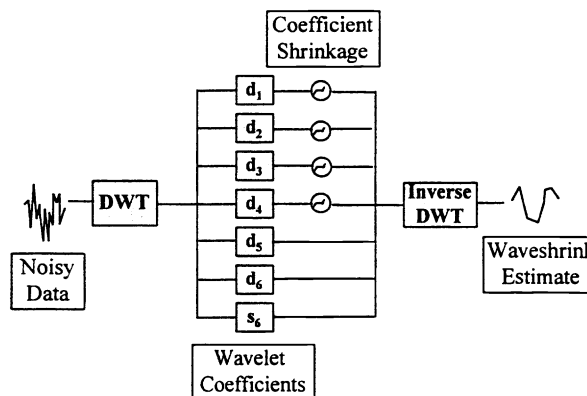 Coefficient
Shrinkage
d1
d2
d3
d4
d5
d6
s6
DWT
Inverse
DWT
Noisy
Data
Waveshrink
Estimate
Wavelet
Coefficients